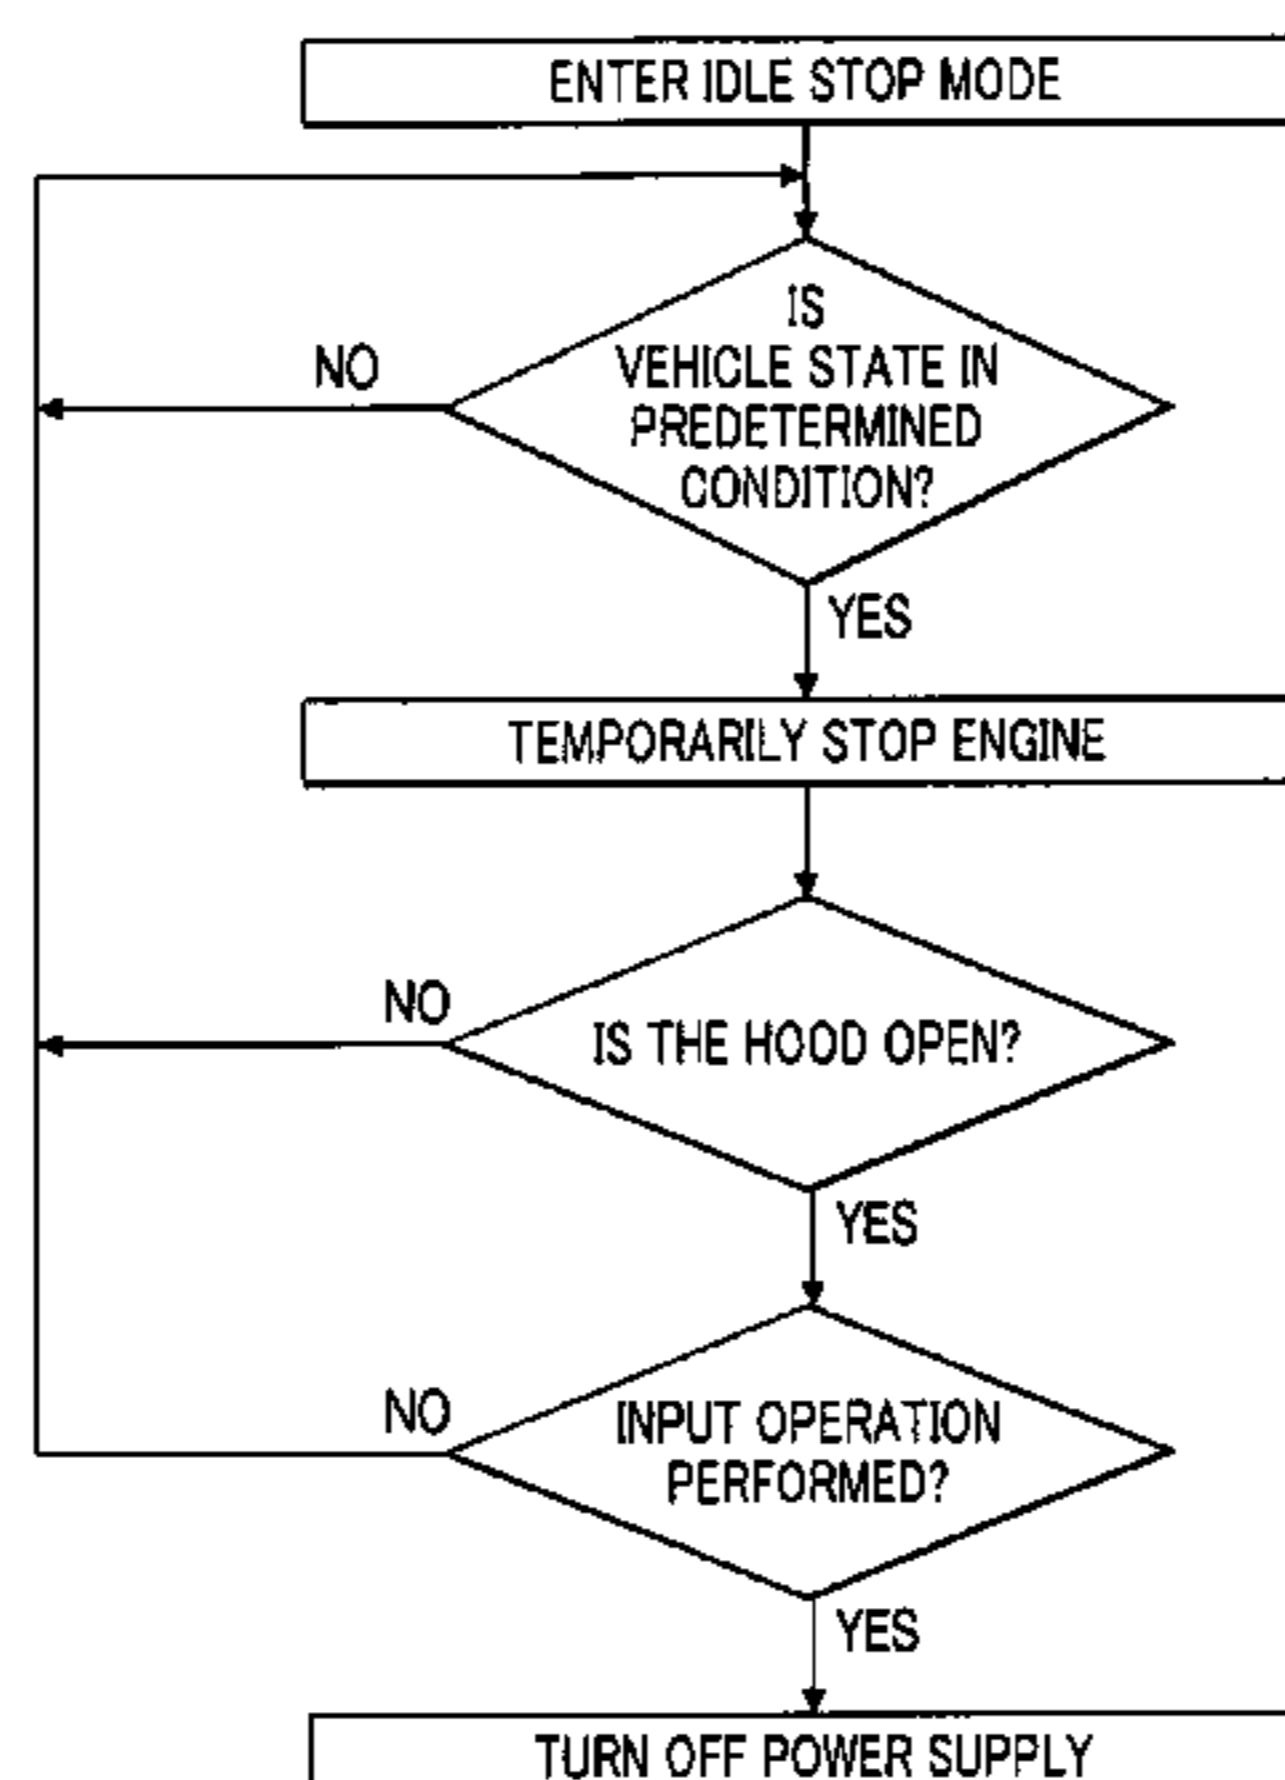 ENTER IDLE STOP MODE
IS
VEHICLE STATE IN
PREDETERMINED
CONDITION?
NO
YES
TEMPORARILY STOP ENGINE
IS THE HOOD OPEN?
NO
YES
INPUT OPERATION
PERFORMED?
NO
YES
TURN OFF POWER SUPPLY